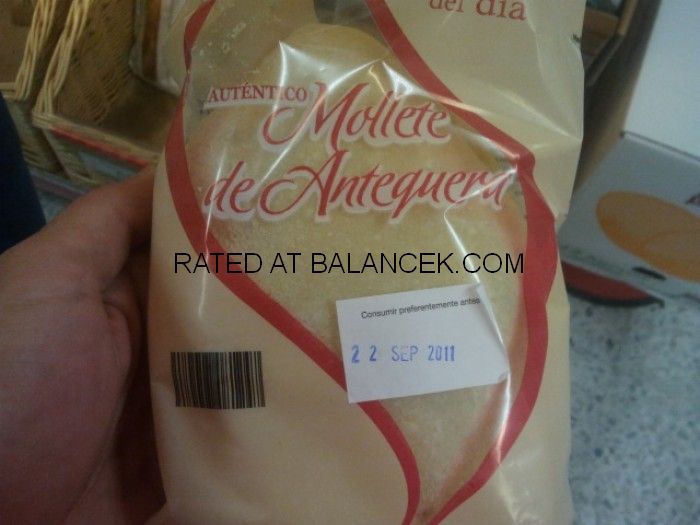 del día
AUTÉNTICO
Mollete
de Antequera
RATED AT BALANCEK.COM
Consumir preferentemente antes
22 SEP 2011